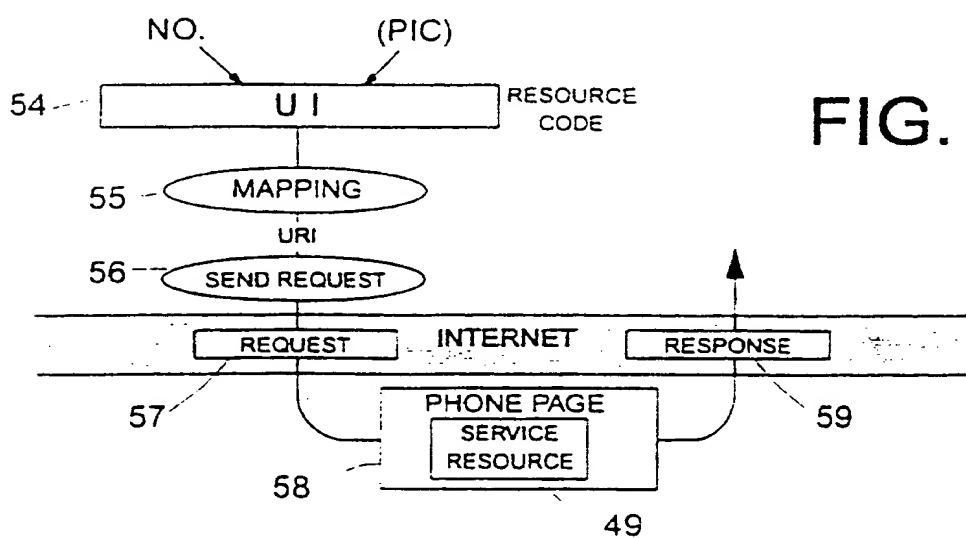 NO. (PIC)
54 U I RESOURCE
CODE
FIG.
55 MAPPING
URI
56 SEND REQUEST
REQUEST INTERNET RESPONSE
57 PHONE PAGE 59
SERVICE
RESOURCE
58
49